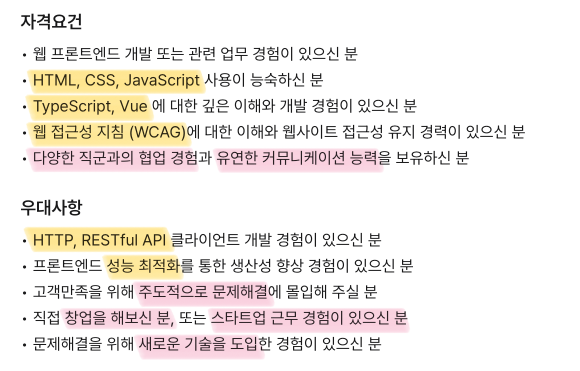 자격요건
• 웹 프론트엔드 개발 또는 관련 업무 경험이 있으신 분
• HTML, CSS, JavaScript 사용이 능숙하신 분
• TypeScript, Vue 에 대한 깊은 이해와 개발 경험이 있으신 분
• 웹 접근성 지침 (WCAG)에 대한 이해와 웹사이트 접근성 유지 경력이 있으신 분
• 다양한 직군과의 협업 경험과 유연한 커뮤니케이션 능력을 보유하신 분
우대사항
• HTTP, RESTful API 클라이언트 개발 경험이 있으신 분
• 프론트엔드 성능 최적화를 통한 생산성 향상 경험이 있으신 분
• 고객만족을 위해 주도적으로 문제해결에 몰입해 주실 분
• 직접 창업을 해보신 분, 또는 스타트업 근무 경험이 있으신 분
• 문제해결을 위해 새로운 기술을 도입한 경험이 있으신 분